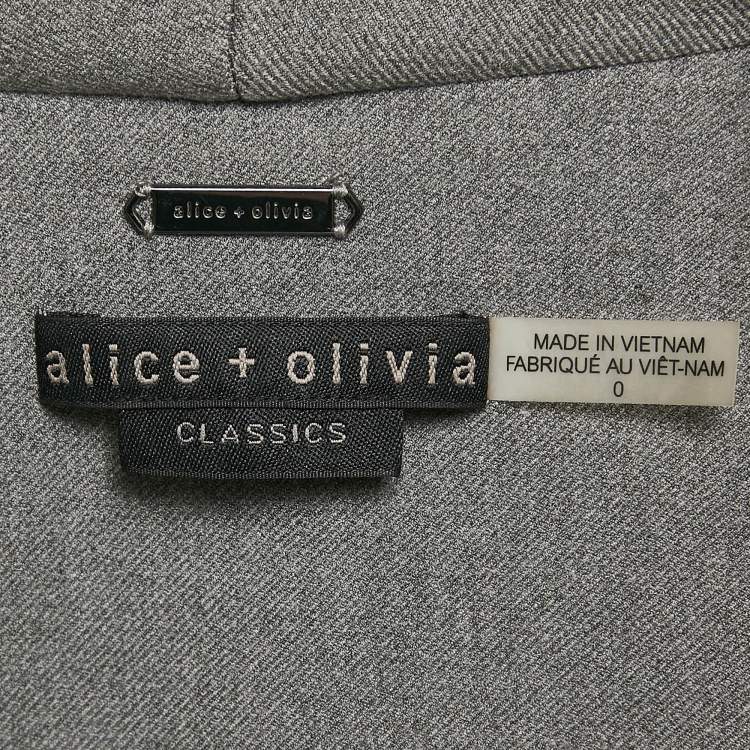 alice + olivia
alice + olivia
CLASSICS
MADE IN VIETNAM
FABRIQUÉ AU VIÊT-NAM
0